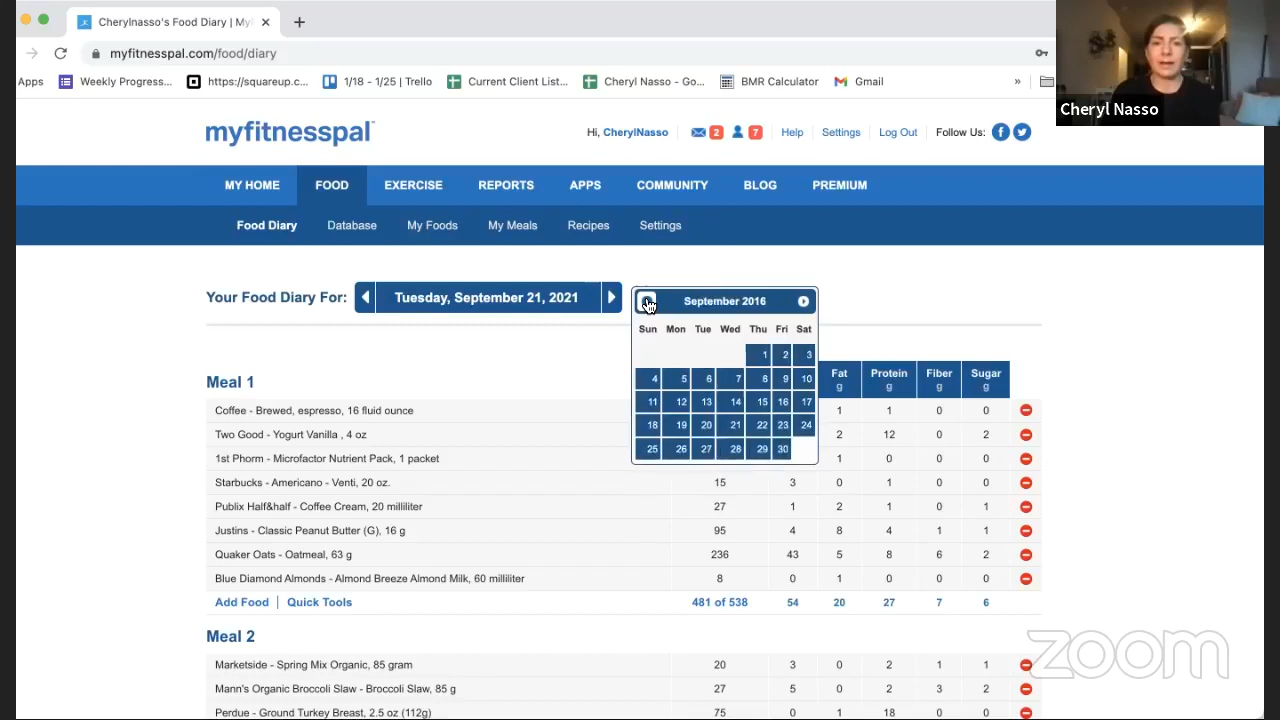 Cherylnasso's Food Diary | My
myfitnesspal.com/food/diary
Apps Weekly Progress... https://squareup.c... 1/18 - 1/25 | Trello Current Client List... Cheryl Nasso - Go... BMR Calculator Gmail »
Cheryl Nasso
myfitnesspal
Hi, CherylNasso 2 7 Help Settings Log Out Follow Us:
MY HOME FOOD EXERCISE REPORTS APPS COMMUNITY BLOG PREMIUM
Food Diary Database My Foods My Meals Recipes Settings
Your Food Diary For: Tuesday, September 21, 2021
September 2016
Sun Mon Tue Wed Thu Fri Sat
1 2 3
4 5 6 7 8 9 10
11 12 13 14 15 16 17
18 19 20 21 22 23 24
25 26 27 28 29 30
Fat Protein Fiber Sugar
g g g g
Meal 1
Coffee - Brewed, espresso, 16 fluid ounce 1 1 0 0
Two Good - Yogurt Vanilla , 4 oz 2 12 0 2
1st Phorm - Microfactor Nutrient Pack, 1 packet 1 0 0 0
Starbucks - Americano - Venti, 20 oz. 15 3 0 1 0 0
Publix Half&half - Coffee Cream, 20 milliliter 27 1 2 1 0 1
Justins - Classic Peanut Butter (G), 16 g 95 4 8 4 1 1
Quaker Oats - Oatmeal, 63 g 236 43 5 8 6 2
Blue Diamond Almonds - Almond Breeze Almond Milk, 60 milliliter 8 0 1 0 0 0
Add Food | Quick Tools 481 of 538 54 20 27 7 6
Meal 2
Marketside - Spring Mix Organic, 85 gram 20 3 0 2 1 1
Mann's Organic Broccoli Slaw - Broccoli Slaw, 85 g 27 5 0 2 3 2
Perdue - Ground Turkey Breast, 2.5 oz (112g) 75 0 1 18 0 0
zoom